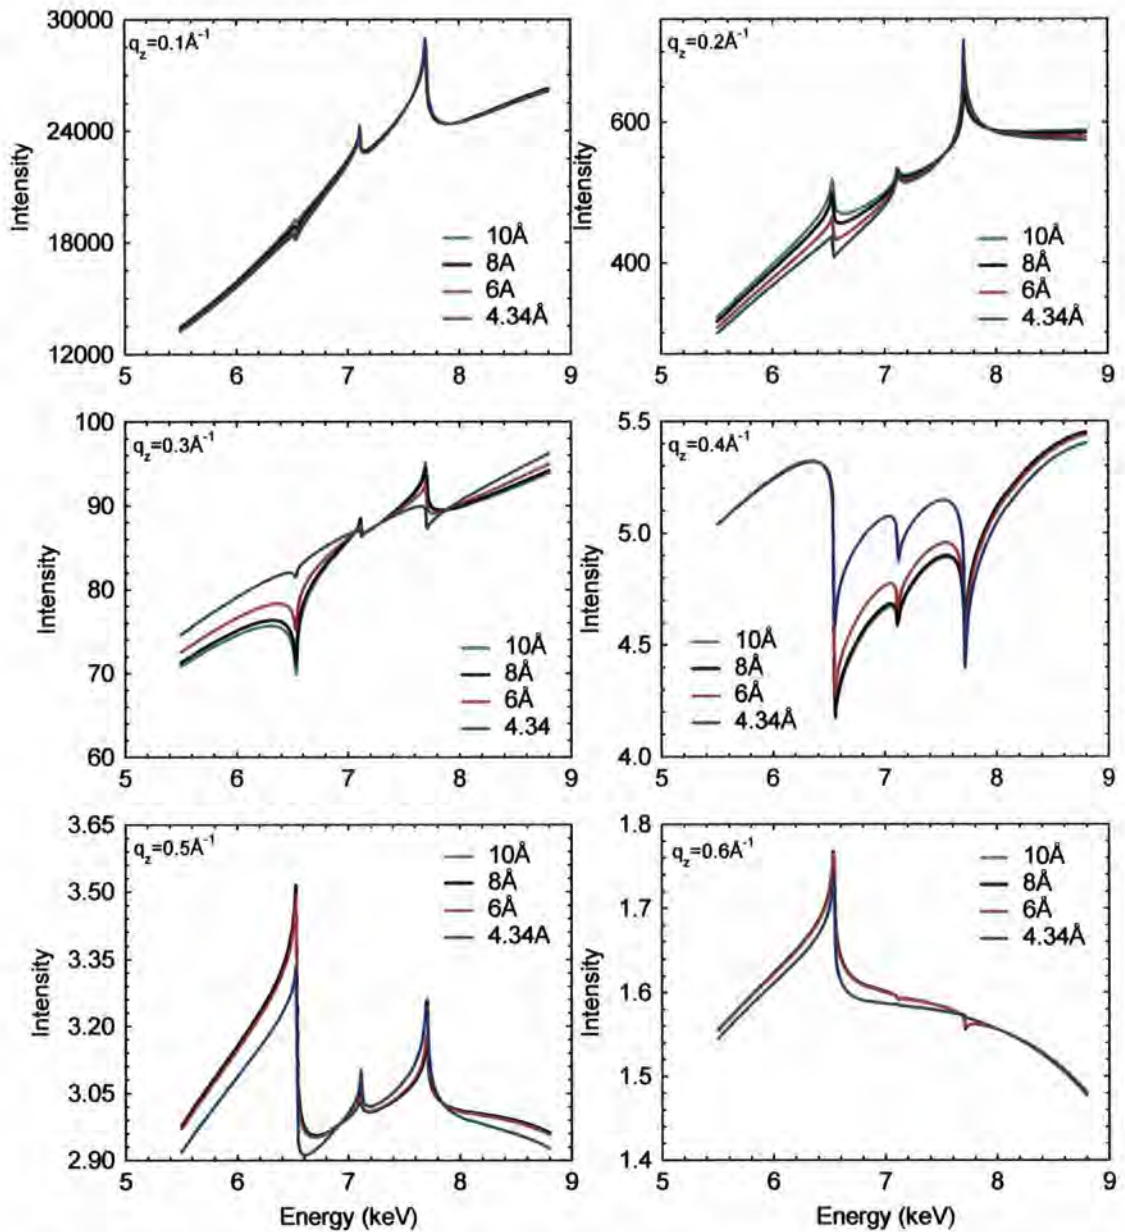 30000
24000
18000
12000
Intensity
q_z=0.1Å⁻¹
10Å
8A
6A
4.34Å
5 6 7 8 9
600
400
Intensity
q_z=0.2Å⁻¹
10Å
8Å
6Å
4.34Å
5 6 7 8 9
100
90
80
70
60
Intensity
q_z=0.3Å⁻¹
10Å
8Å
6Å
4.34
5 6 7 8 9
5.5
5.0
4.5
4.0
Intensity
q_z=0.4Å⁻¹
10Å
8Å
6Å
4.34Å
5 6 7 8 9
3.65
3.50
3.35
3.20
3.05
2.90
Intensity
q_z=0.5Å⁻¹
10Å
8Å
6Å
4.34A
5 6 7 8 9
Energy (keV)
1.8
1.7
1.6
1.5
1.4
Intensity
q_z=0.6Å⁻¹
10Å
8Å
6Å
4.34Å
5 6 7 8 9
Energy (keV)